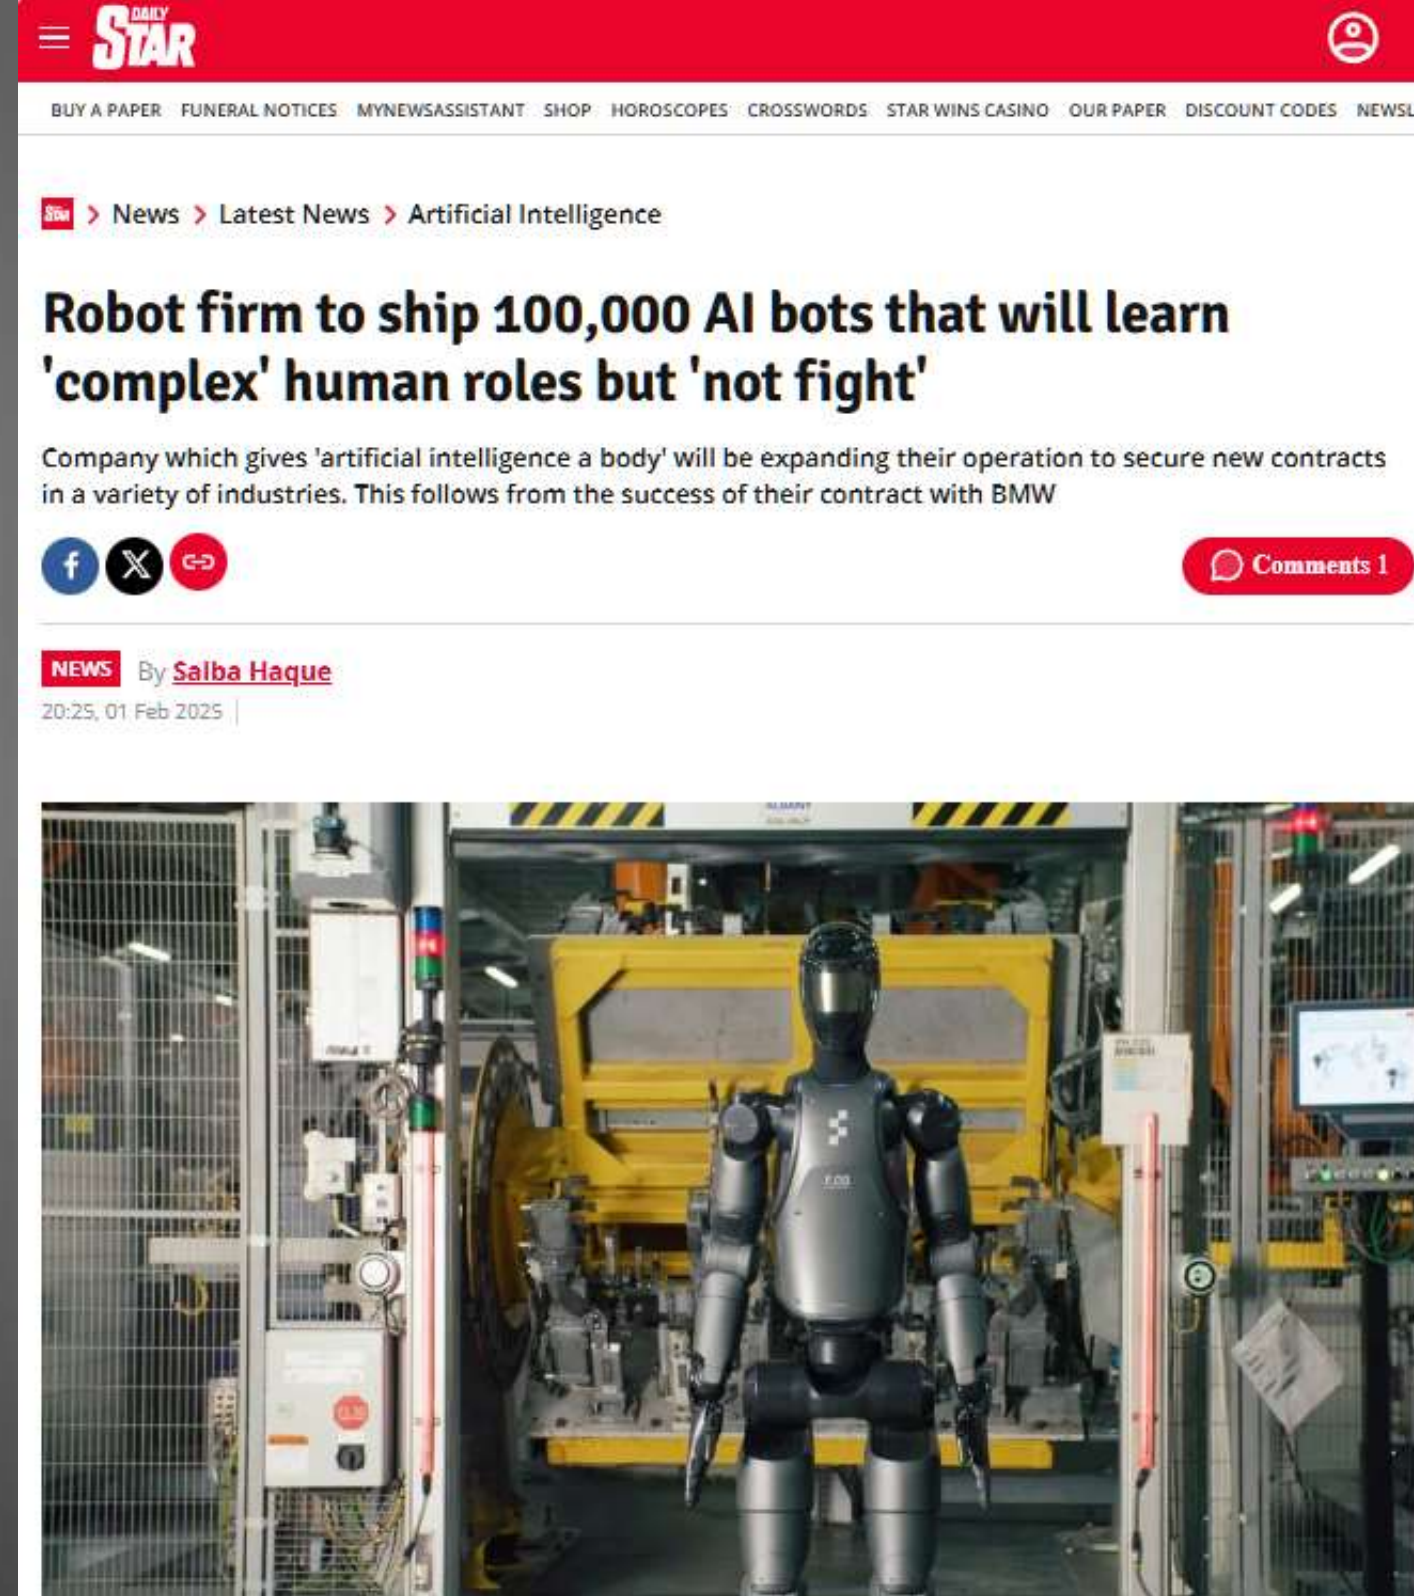 DAILY
STAR
BUY A PAPER FUNERAL NOTICES MYNEWSASSISTANT SHOP HOROSCOPES CROSSWORDS STAR WINS CASINO OUR PAPER DISCOUNT CODES NEWSL
News > Latest News > Artificial Intelligence
Robot firm to ship 100,000 AI bots that will learn
'complex' human roles but 'not fight'
Company which gives 'artificial intelligence a body' will be expanding their operation to secure new contracts
in a variety of industries. This follows from the success of their contract with BMW
f X
Comments 1
NEWS By Salba Haque
20:25, 01 Feb 2025
ALBANY
F.02